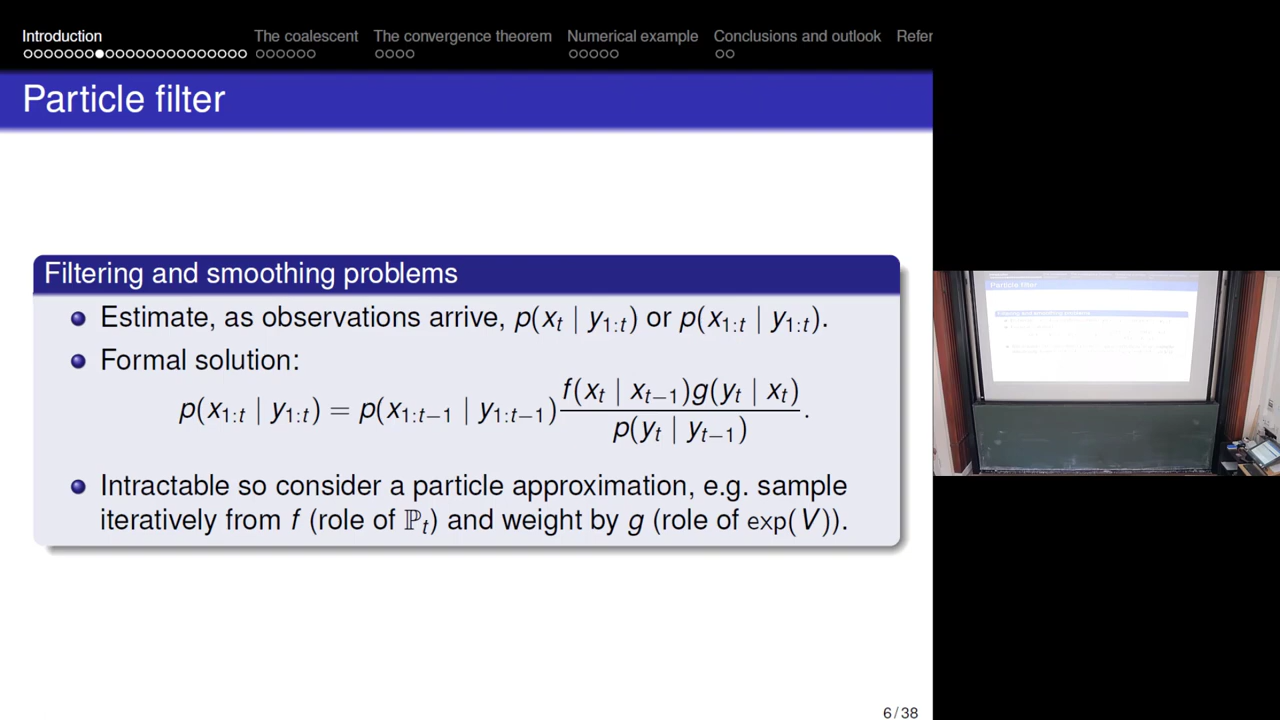 Introduction The coalescent The convergence theorem Numerical example Conclusions and outlook Refer
Particle filter
Filtering and smoothing problems
Estimate, as observations arrive, p(x_t | y_{1:t}) or p(x_{1:t} | y_{1:t}).
Formal solution:
p(x_{1:t} | y_{1:t}) = p(x_{1:t−1} | y_{1:t−1}) \frac{f(x_t | x_{t−1})g(y_t | x_t)}{p(y_t | y_{t−1})}.
Intractable so consider a particle approximation, e.g. sample
iteratively from f (role of ℙ_t) and weight by g (role of exp(V)).
6 / 38
Particle filter